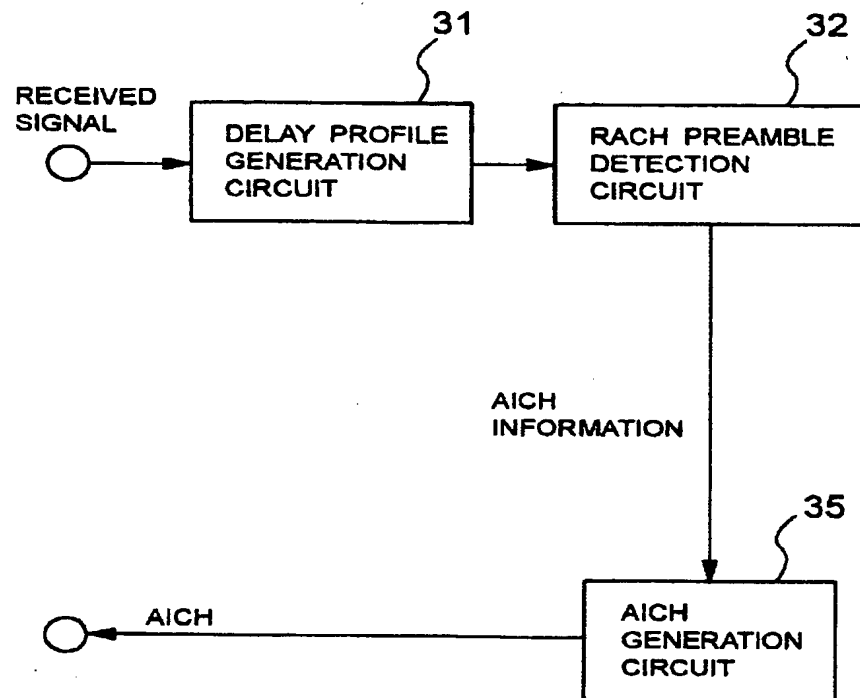 31
32
RECEIVED
SIGNAL
DELAY PROFILE
GENERATION
CIRCUIT
RACH PREAMBLE
DETECTION
CIRCUIT
AICH
INFORMATION
35
AICH
AICH
GENERATION
CIRCUIT